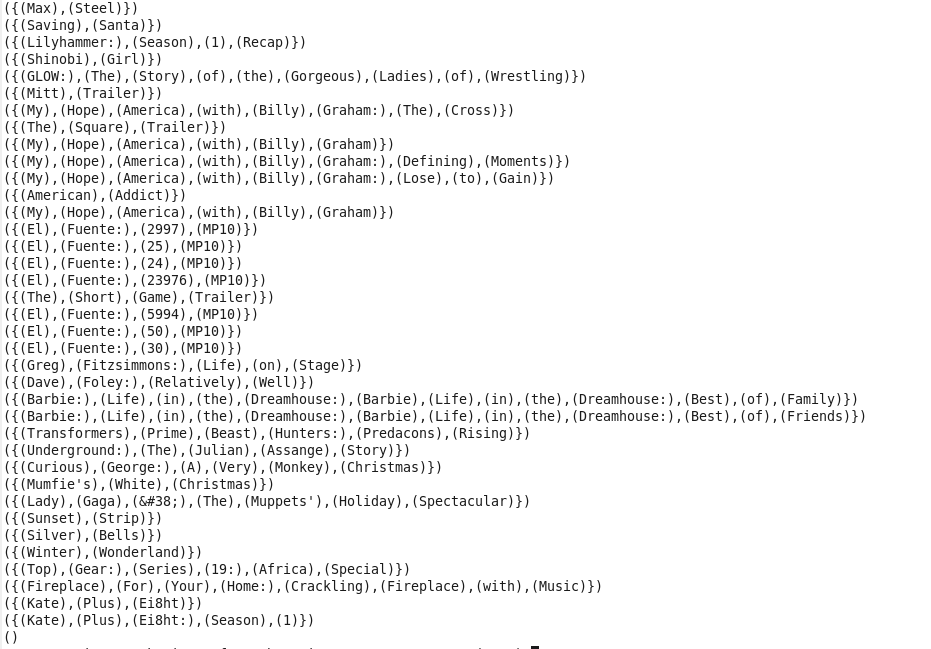 ({(Max),(Steel)})
({(Saving),(Santa)})
({(Lilyhammer:),(Season),(1),(Recap)})
({(Shinobi),(Girl)})
({(GLOW:),(The),(Story),(of),(the),(Gorgeous),(Ladies),(of),(Wrestling)})
({(Mitt),(Trailer)})
({(My),(Hope),(America),(with),(Billy),(Graham:),(The),(Cross)})
({(The),(Square),(Trailer)})
({(My),(Hope),(America),(with),(Billy),(Graham)})
({(My),(Hope),(America),(with),(Billy),(Graham:),(Defining),(Moments)})
({(My),(Hope),(America),(with),(Billy),(Graham:),(Lose),(to),(Gain)})
({(American),(Addict)})
({(My),(Hope),(America),(with),(Billy),(Graham)})
({(El),(Fuente:),(2997),(MP10)})
({(El),(Fuente:),(25),(MP10)})
({(El),(Fuente:),(24),(MP10)})
({(El),(Fuente:),(23976),(MP10)})
({(The),(Short),(Game),(Trailer)})
({(El),(Fuente:),(5994),(MP10)})
({(El),(Fuente:),(50),(MP10)})
({(El),(Fuente:),(30),(MP10)})
({(Greg),(Fitzsimmons:),(Life),(on),(Stage)})
({(Dave),(Foley:),(Relatively),(Well)})
({(Barbie:),(Life),(in),(the),(Dreamhouse:),(Barbie),(Life),(in),(the),(Dreamhouse:),(Best),(of),(Family)})
({(Barbie:),(Life),(in),(the),(Dreamhouse:),(Barbie),(Life),(in),(the),(Dreamhouse:),(Best),(of),(Friends)})
({(Transformers),(Prime),(Beast),(Hunters:),(Predacons),(Rising)})
({(Underground:),(The),(Julian),(Assange),(Story)})
({(Curious),(George:),(A),(Very),(Monkey),(Christmas)})
({(Mumfie's),(White),(Christmas)})
({(Lady),(Gaga),(&#38;),(The),(Muppets'),(Holiday),(Spectacular)})
({(Sunset),(Strip)})
({(Silver),(Bells)})
({(Winter),(Wonderland)})
({(Top),(Gear:),(Series),(19:),(Africa),(Special)})
({(Fireplace),(For),(Your),(Home:),(Crackling),(Fireplace),(with),(Music)})
({(Kate),(Plus),(Ei8ht)})
({(Kate),(Plus),(Ei8ht:),(Season),(1)})
()